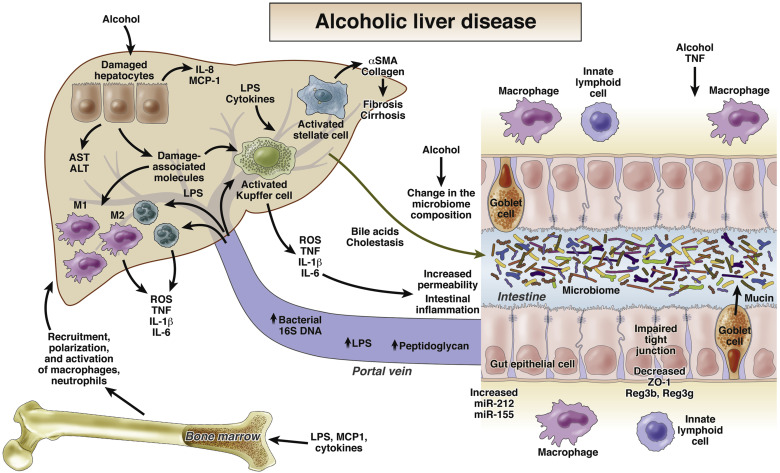 Alcoholic liver disease
Alcohol
Damaged
hepatocytes
IL-8
MCP-1
AST
ALT
Damage-
associated
molecules
LPS
Cytokines
Activated
stellate cell
αSMA
Collagen
Fibrosis
Cirrhosis
Activated
Kupffer cell
LPS
M1
M2
ROS
TNF
IL-1β
IL-6
ROS
TNF
IL-1β
IL-6
Recruitment,
polarization,
and activation
of macrophages,
neutrophils
Bone marrow
LPS, MCP1,
cytokines
Bacterial
16S DNA
LPS
Peptidoglycan
Portal vein
Bile acids
Cholestasis
Alcohol
Change in the
microbiome
composition
Increased
permeability
Intestinal
inflammation
Macrophage
Innate
lymphoid
cell
Alcohol
TNF
Macrophage
Goblet
cell
Microbiome
Intestine
Mucin
Goblet
cell
Impaired
tight
junction
Gut epithelial cell
Decreased
ZO-1
Reg3b, Reg3g
Increased
miR-212
miR-155
Macrophage
Innate
lymphoid
cell